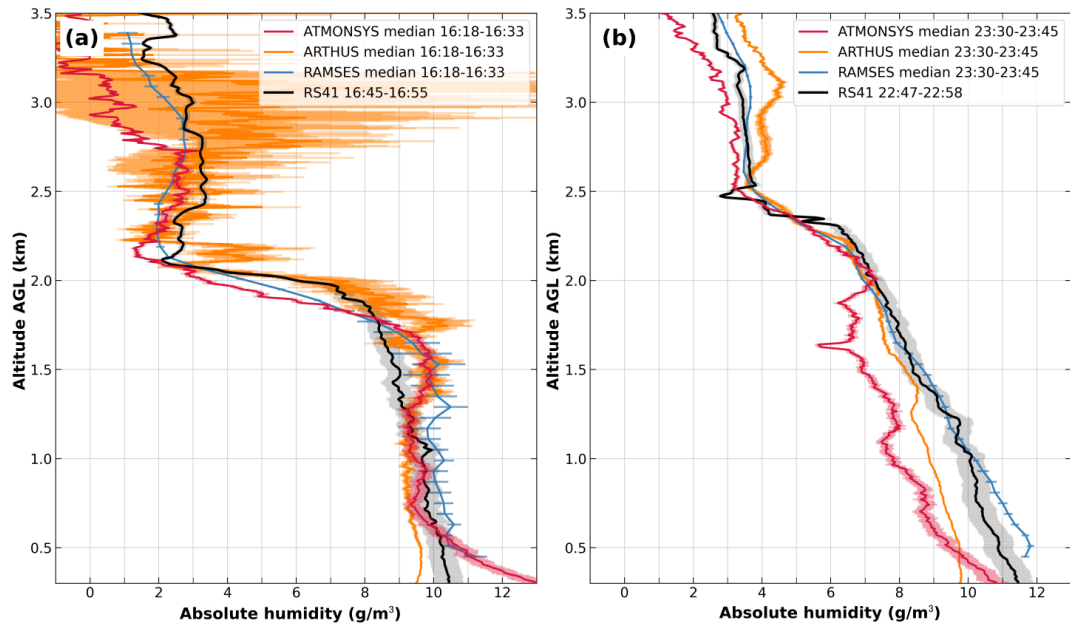 (a)
ATMONSYS median 16:18-16:33
ARTHUS median 16:18-16:33
RAMSES median 16:18-16:33
RS41 16:45-16:55
3.5
3.0
2.5
2.0
1.5
1.0
0.5
Altitude AGL (km)
0 2 4 6 8 10 12
Absolute humidity (g/m³)
(b)
ATMONSYS median 23:30-23:45
ARTHUS median 23:30-23:45
RAMSES median 23:30-23:45
RS41 22:47-22:58
3.5
3.0
2.5
2.0
1.5
1.0
0.5
Altitude AGL (km)
0 2 4 6 8 10 12
Absolute humidity (g/m³)